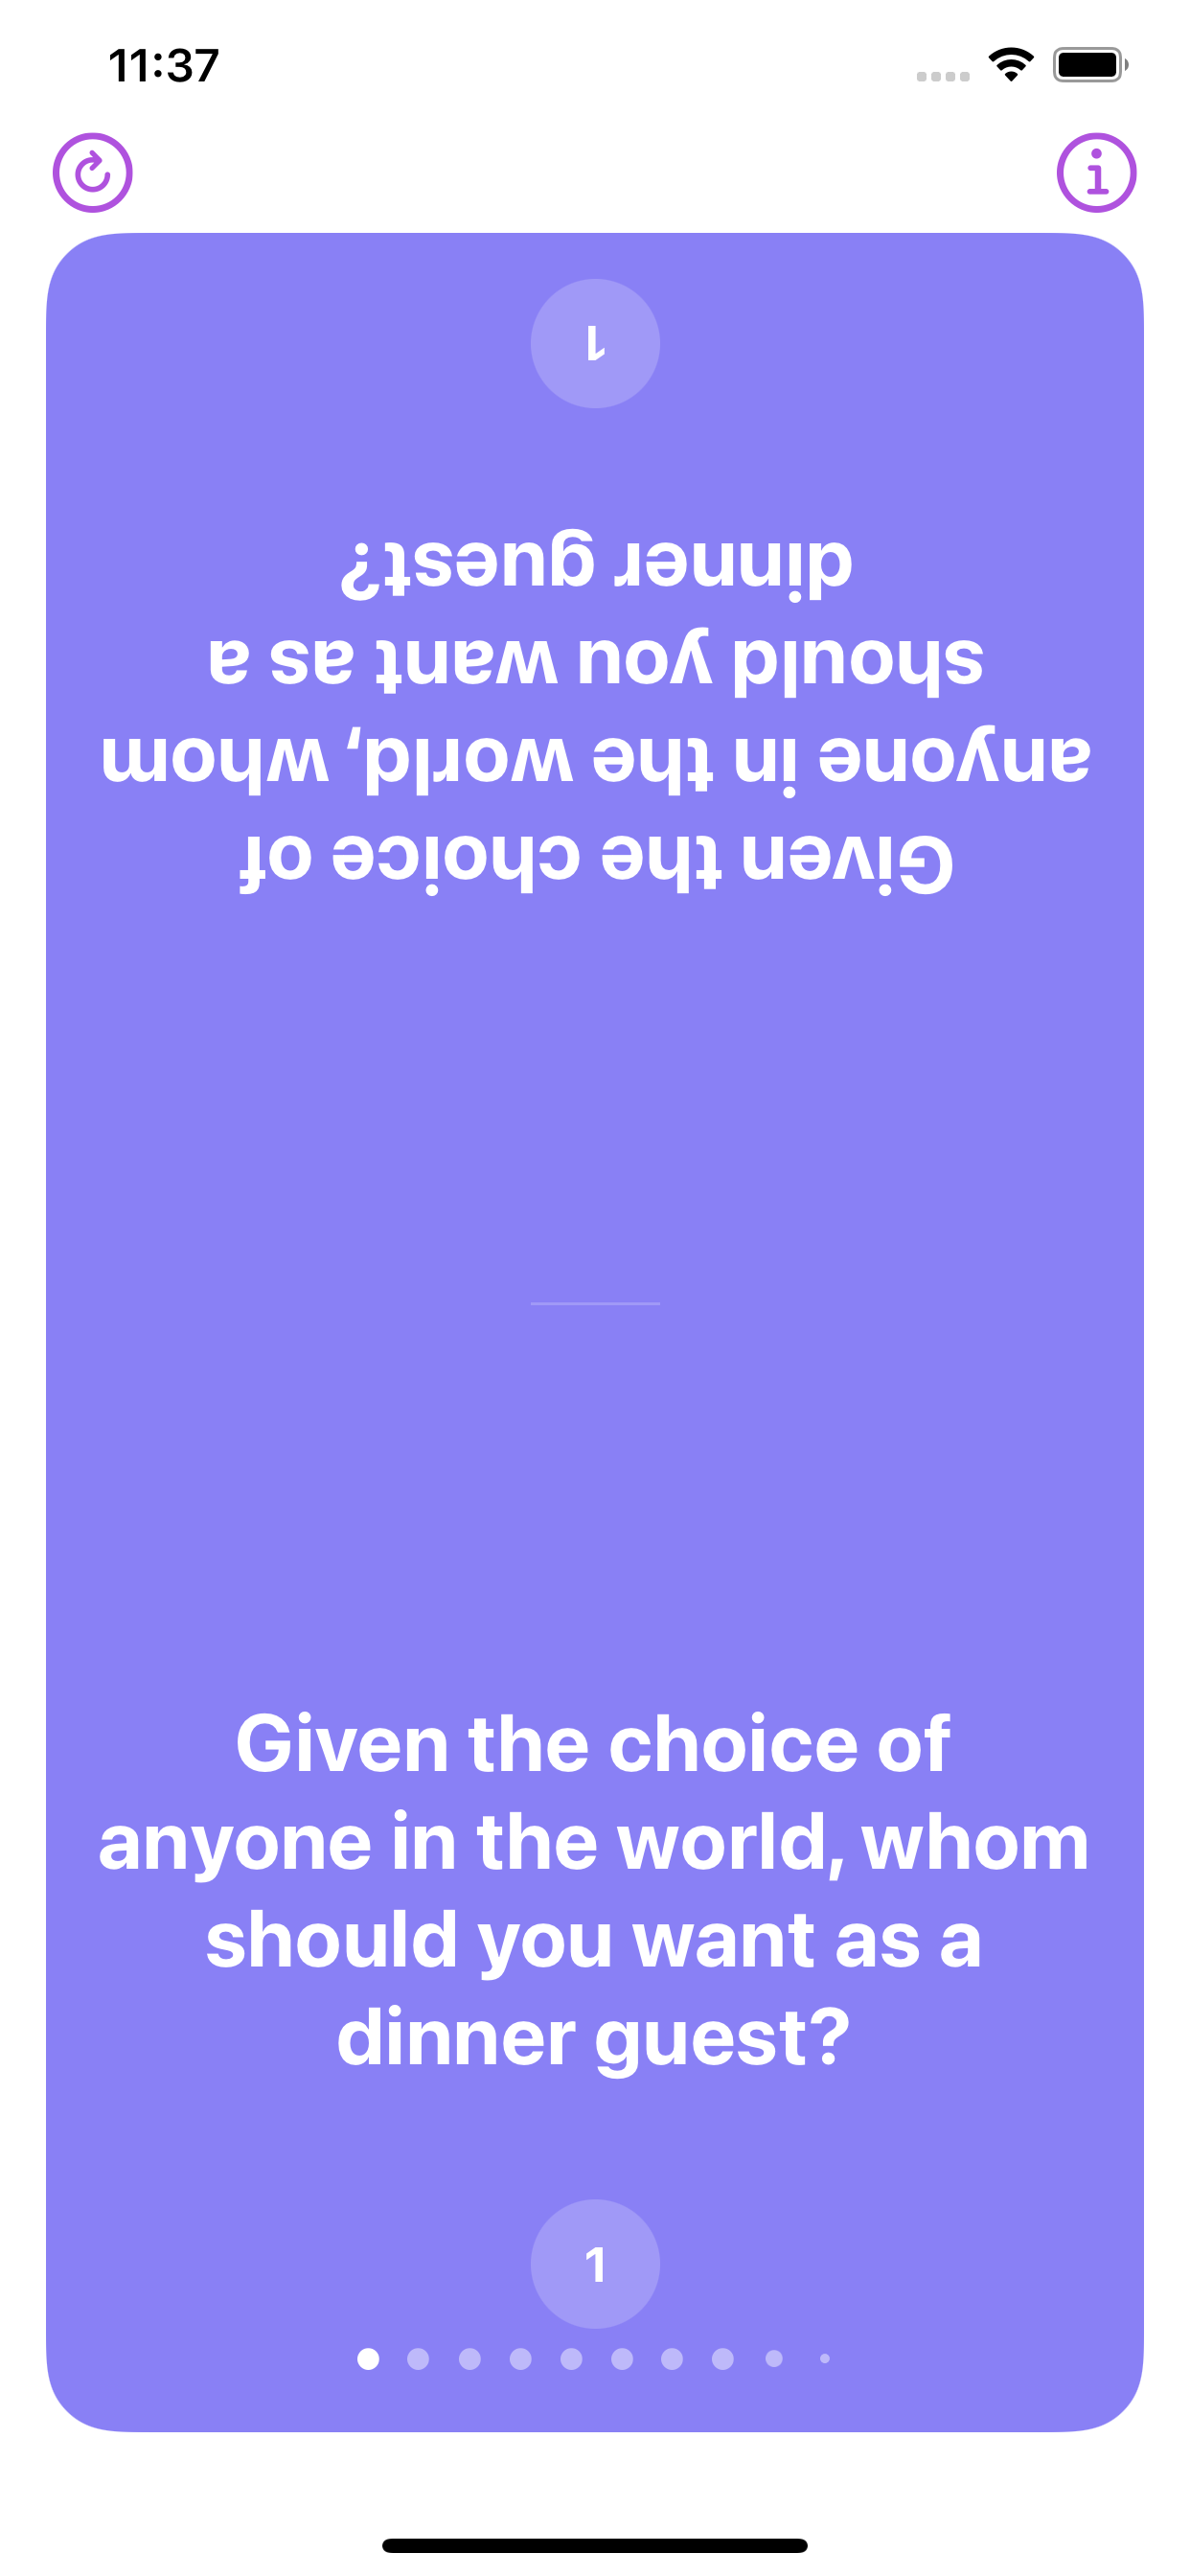 11:37
1
Given the choice of
anyone in the world, whom
should you want as a
dinner guest?
Given the choice of
anyone in the world, whom
should you want as a
dinner guest?
1